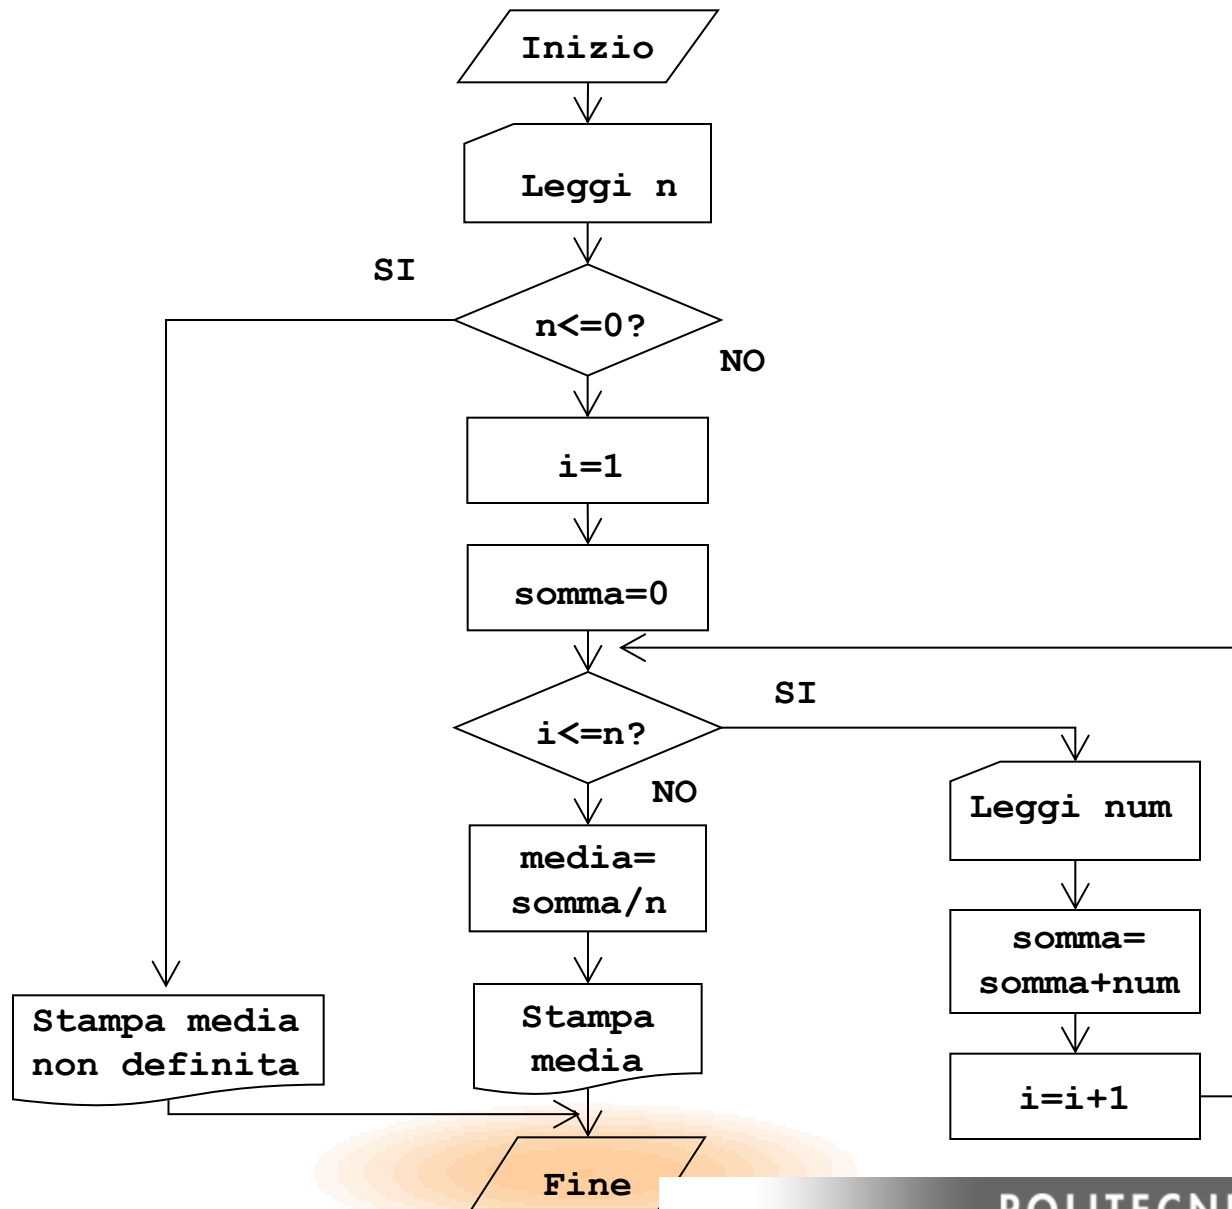 Inizio
Leggi n
SI
n<=0?
NO
i=1
somma=0
SI
i<=n?
NO
Leggi num
media=
somma/n
somma=
somma+num
Stampa media
non definita
Stampa
media
i=i+1
Fine